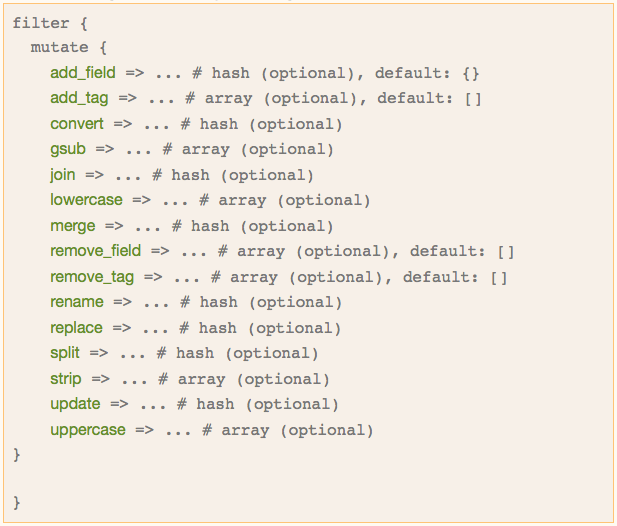 filter {
  mutate {
    add_field => ... # hash (optional), default: {}
    add_tag => ... # array (optional), default: []
    convert => ... # hash (optional)
    gsub => ... # array (optional)
    join => ... # hash (optional)
    lowercase => ... # array (optional)
    merge => ... # hash (optional)
    remove_field => ... # array (optional), default: []
    remove_tag => ... # array (optional), default: []
    rename => ... # hash (optional)
    replace => ... # hash (optional)
    split => ... # hash (optional)
    strip => ... # array (optional)
    update => ... # hash (optional)
    uppercase => ... # array (optional)
}
}